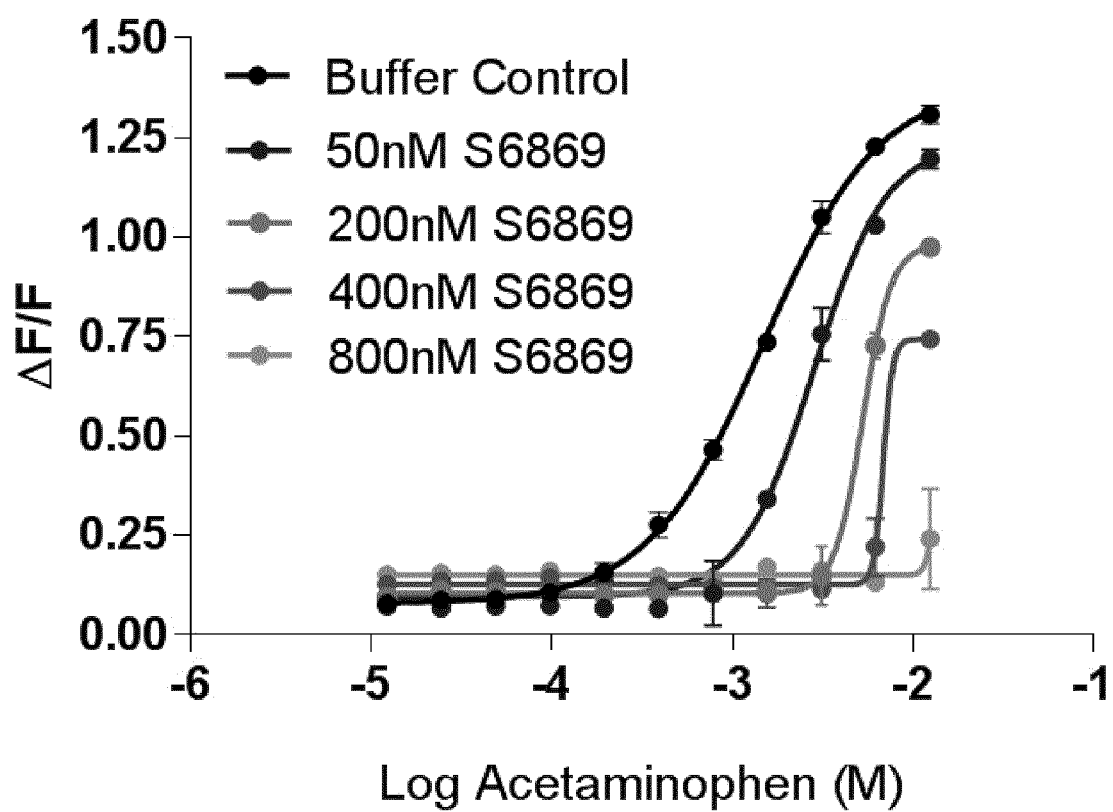 1.50
1.25
1.00
0.75
0.50
0.25
0.00
ΔF/F
Buffer Control
50nM S6869
200nM S6869
400nM S6869
800nM S6869
-6 -5 -4 -3 -2 -1
Log Acetaminophen (M)